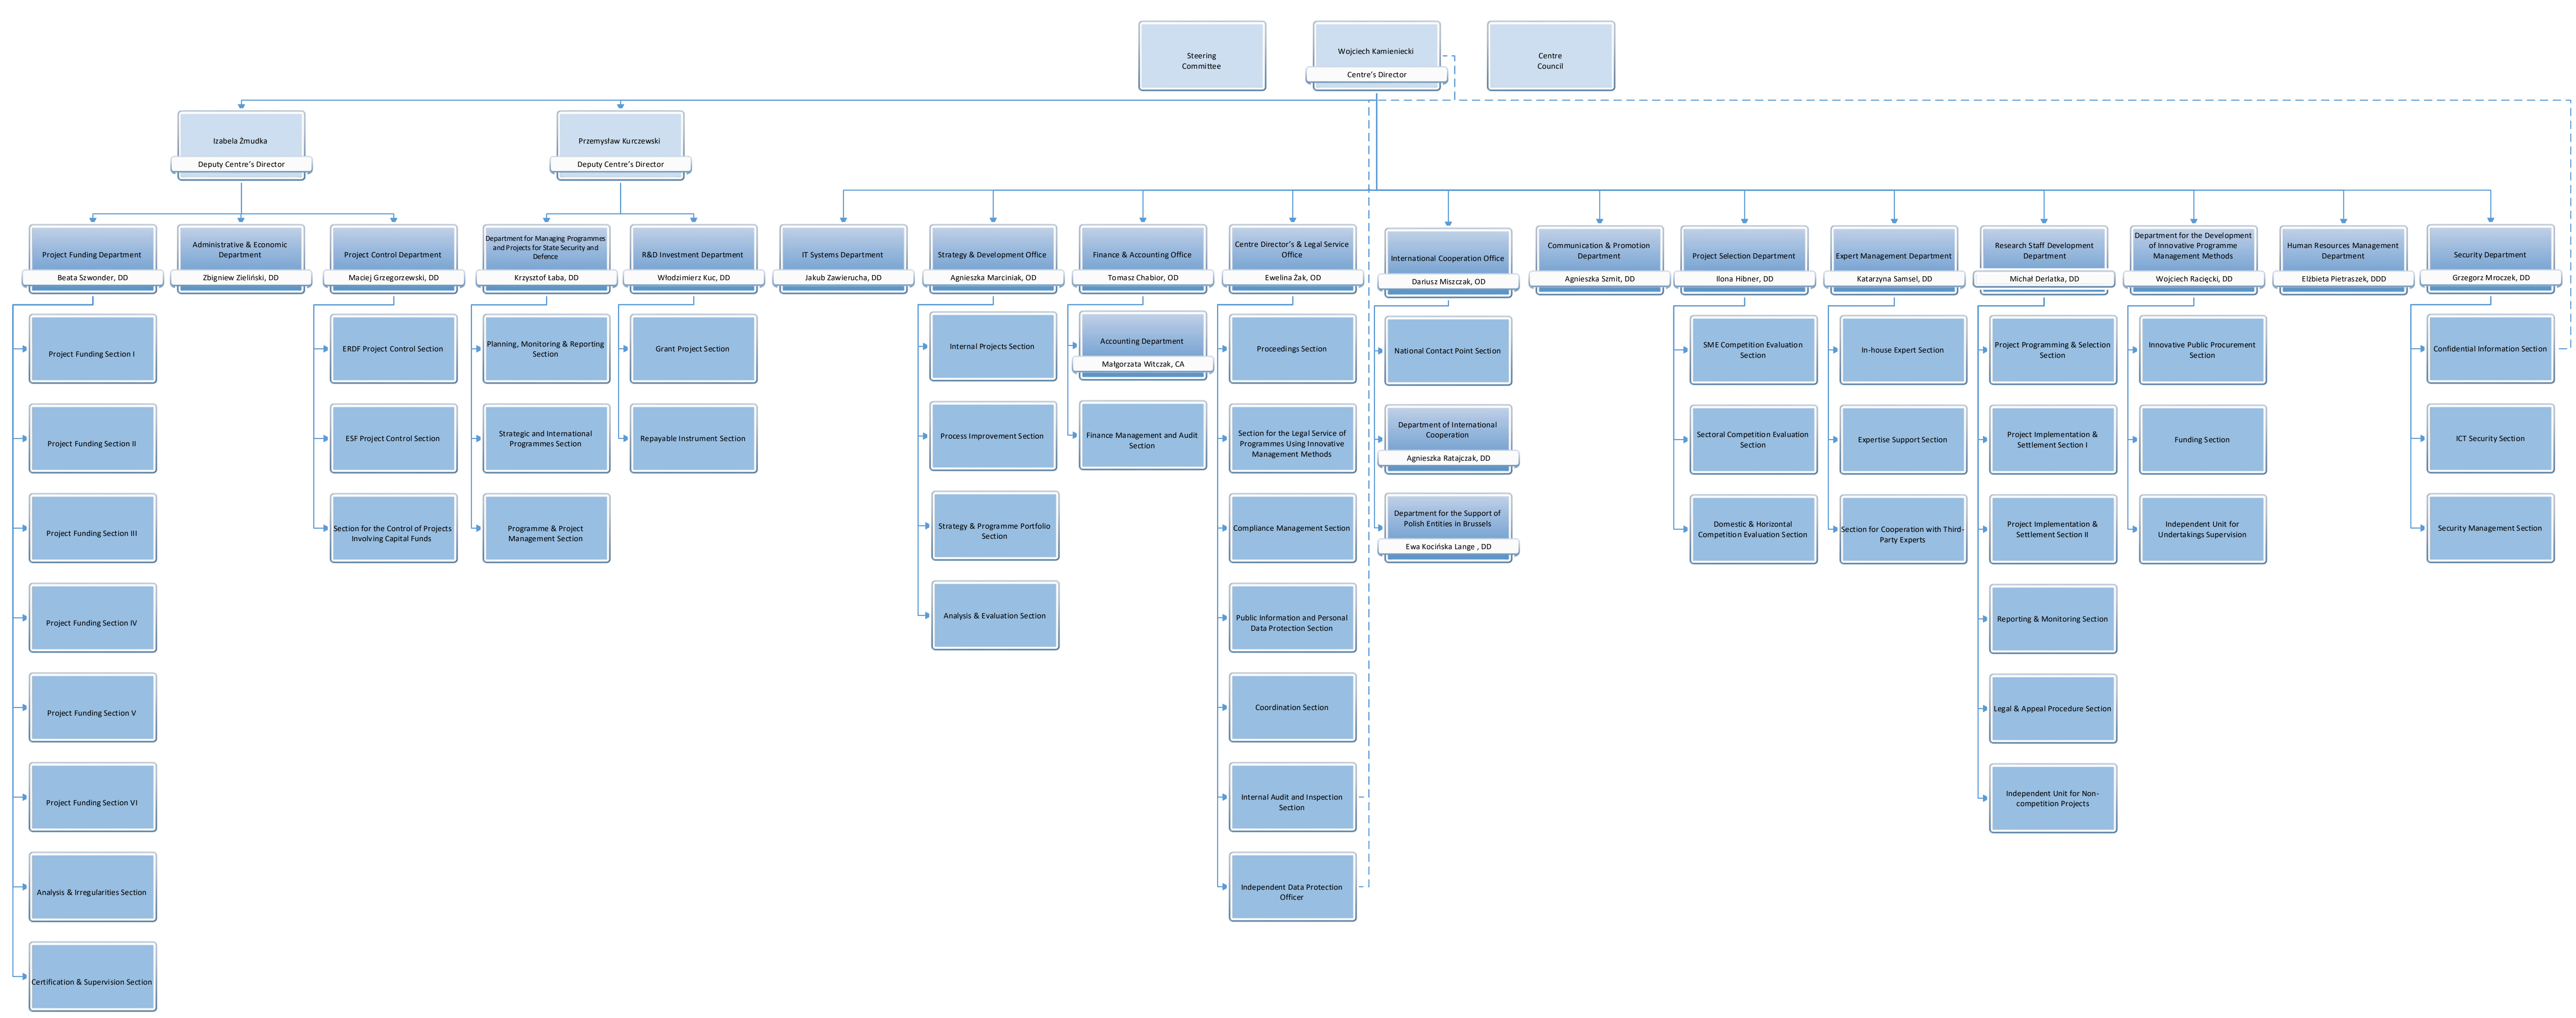 Steering
Committee
Wojciech Kamieniecki
Centre's Director
Centre
Council
Izabela Żmudka
Deputy Centre's Director
Przemysław Kurczewski
Deputy Centre's Director
Project Funding Department
Beata Szwonder, DD
Administrative & Economic
Department
Zbigniew Zieliński, DD
Project Control Department
Maciej Grzegorzewski, DD
Department for Managing Programmes
and Projects for State Security and
Defence
Krzysztof Łaba, DD
R&D Investment Department
Włodzimierz Kuc, DD
IT Systems Department
Jakub Zawierucha, DD
Strategy & Development Office
Agnieszka Marciniak, OD
Finance & Accounting Office
Tomasz Chabior, OD
Centre Director's & Legal Service
Office
Ewelina Żak, OD
International Cooperation Office
Dariusz Miszczak, OD
Communication & Promotion
Department
Agnieszka Szmit, DD
Project Selection Department
Ilona Hibner, DD
Expert Management Department
Katarzyna Samsel, DD
Research Staff Development
Department
Michał Derlatka, DD
Department for the Development
of Innovative Programme
Management Methods
Wojciech Racięcki, DD
Human Resources Management
Department
Elżbieta Pietraszek, DDD
Security Department
Grzegorz Mroczek, DD
Project Funding Section I
Project Funding Section II
Project Funding Section III
Project Funding Section IV
Project Funding Section V
Project Funding Section VI
Analysis & Irregularities Section
Certification & Supervision Section
ERDF Project Control Section
ESF Project Control Section
Section for the Control of Projects
Involving Capital Funds
Planning, Monitoring & Reporting
Section
Strategic and International
Programmes Section
Programme & Project
Management Section
Grant Project Section
Repayable Instrument Section
Internal Projects Section
Process Improvement Section
Strategy & Programme Portfolio
Section
Analysis & Evaluation Section
Accounting Department
Małgorzata Witczak, CA
Finance Management and Audit
Section
Proceedings Section
Section for the Legal Service of
Programmes Using Innovative
Management Methods
Compliance Management Section
Public Information and Personal
Data Protection Section
Coordination Section
Internal Audit and Inspection
Section
Independent Data Protection
Officer
National Contact Point Section
Department of International
Cooperation
Agnieszka Ratajczak, DD
Department for the Support of
Polish Entities in Brussels
Ewa Kocińska Lange , DD
SME Competition Evaluation
Section
Sectoral Competition Evaluation
Section
Domestic & Horizontal
Competition Evaluation Section
In-house Expert Section
Expertise Support Section
Section for Cooperation with Third-
Party Experts
Project Programming & Selection
Section
Project Implementation &
Settlement Section I
Project Implementation &
Settlement Section II
Reporting & Monitoring Section
Legal & Appeal Procedure Section
Independent Unit for Non-
competition Projects
Innovative Public Procurement
Section
Funding Section
Independent Unit for
Undertakings Supervision
Confidential Information Section
ICT Security Section
Security Management Section